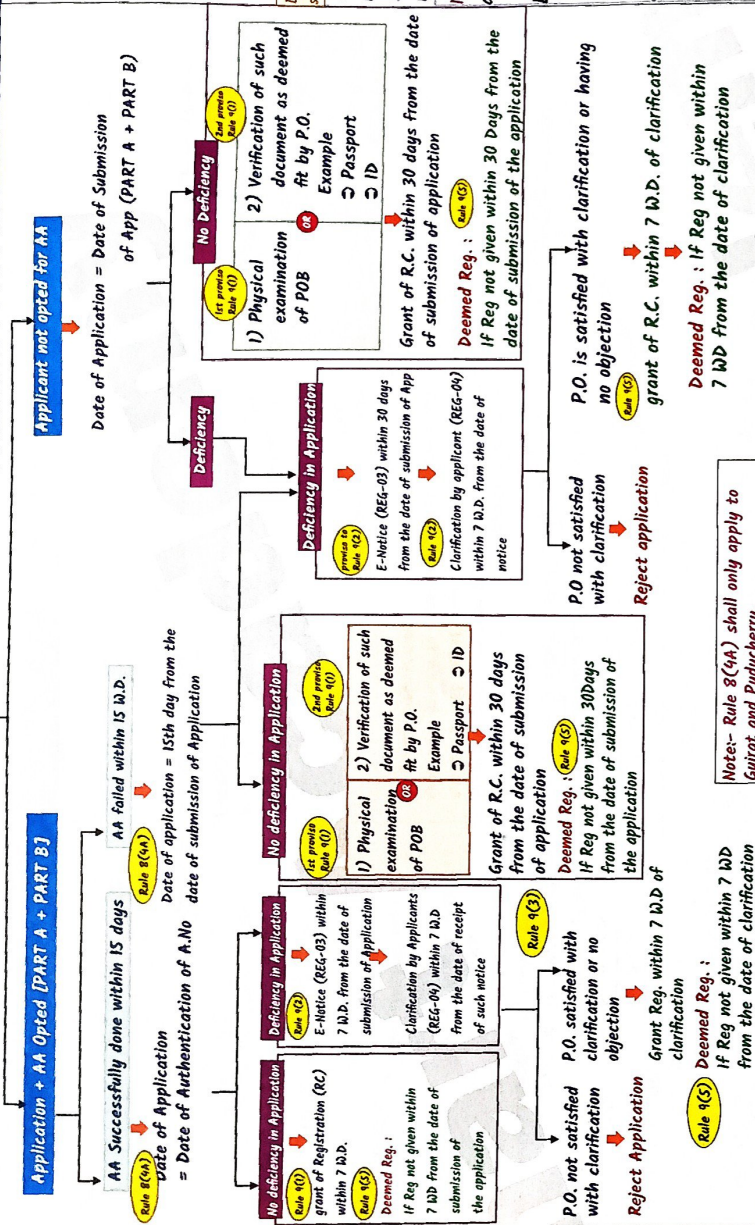 Application + AA Opted [PART A + PART B]
Applicant not opted for AA
AA Successfully done within 15 days
Rule 8(4A)
Date of Application
= Date of Authentication of A.No
AA failed within 15 W.D.
Rule 8(4A)
Date of application = 15th day from the
date of submission of Application
Date of Application = Date of Submission
of App (PART A + PART B)
No deficiency in Application
Rule 9(1)
grant of Registration (RC)
within 7 W.D.
Rule 9(5)
Deemed Reg. :
If Reg not given within
7 WD from the date of
submission of
the application
Deficiency in Application
Rule 9(2)
E-Notice (REG-03) within
7 W.D. from the date of
submission of Application
Clarification by Applicants
(REG-04) within 7 W.D
from the date of receipt
of such notice
Rule 9(3)
P.O. not satisfied
with clarification
Reject Application
P.O. satisfied with
clarification or no
objection
Grant Reg. within 7 W.D of
clarification
Rule 9(5)
Deemed Reg. :
If Reg not given within 7 WD
from the date of clarification
No deficiency in Application
1st proviso
Rule 9(1)
1) Physical
examination
of POB
OR
2nd proviso
Rule 9(1)
2) Verification of such
document as deemed
fit by P.O.
Example
➲ Passport ➲ ID
Grant of R.C. within 30 days
from the date of submission
of application
Deemed Reg. : Rule 9(5)
If Reg not given within 30Days
from the date of submission of
the application
Deficiency
Deficiency in Application
proviso to
Rule 9(2)
E-Notice (REG-03) within 30 days
from the date of submission of App
Rule 9(2)
Clarification by applicant (REG-04)
within 7 W.D. from the date of
notice
P.O not satisfied
with clarification
Reject application
P.O. is satisfied with clarification or having
no objection
Rule 9(5)
grant of R.C. within 7 W.D. of clarification
Deemed Reg. : If Reg not given within
7 WD from the date of clarification
No Deficiency
1st proviso
Rule 9(1)
1) Physical
examination
of POB
OR
2nd proviso
Rule 9(1)
2) Verification of such
document as deemed
fit by P.O.
Example
➲ Passport
➲ ID
Grant of R.C. within 30 days from the date
of submission of application
Deemed Reg. : Rule 9(5)
If Reg not given within 30 Days from the
date of submission of the application
Note:- Rule 8(4A) shall only apply to
Gujrat and Puducherry